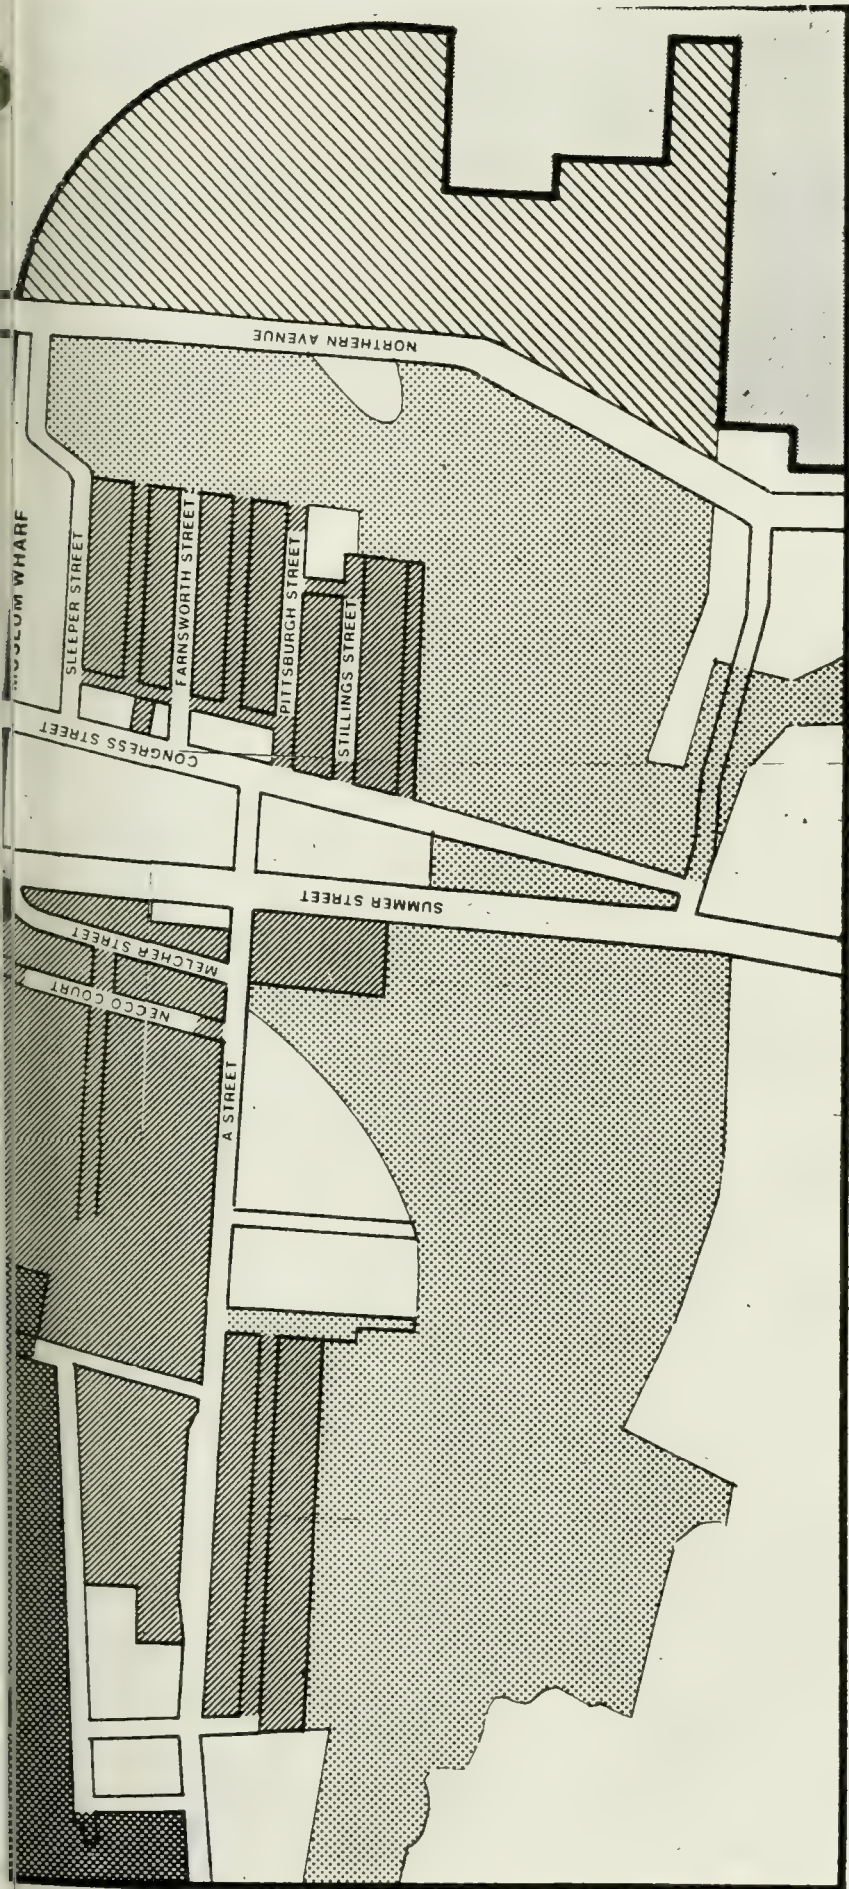 NORTHERN AVENUE
MUSEUM WHARF
SLEEPER STREET
FARNSWORTH STREET
PITTSBURGH STREET
STILLINGS STREET
CONGRESS STREET
SUMMER STREET
MELCHER STREET
NECCO COURT
A STREET